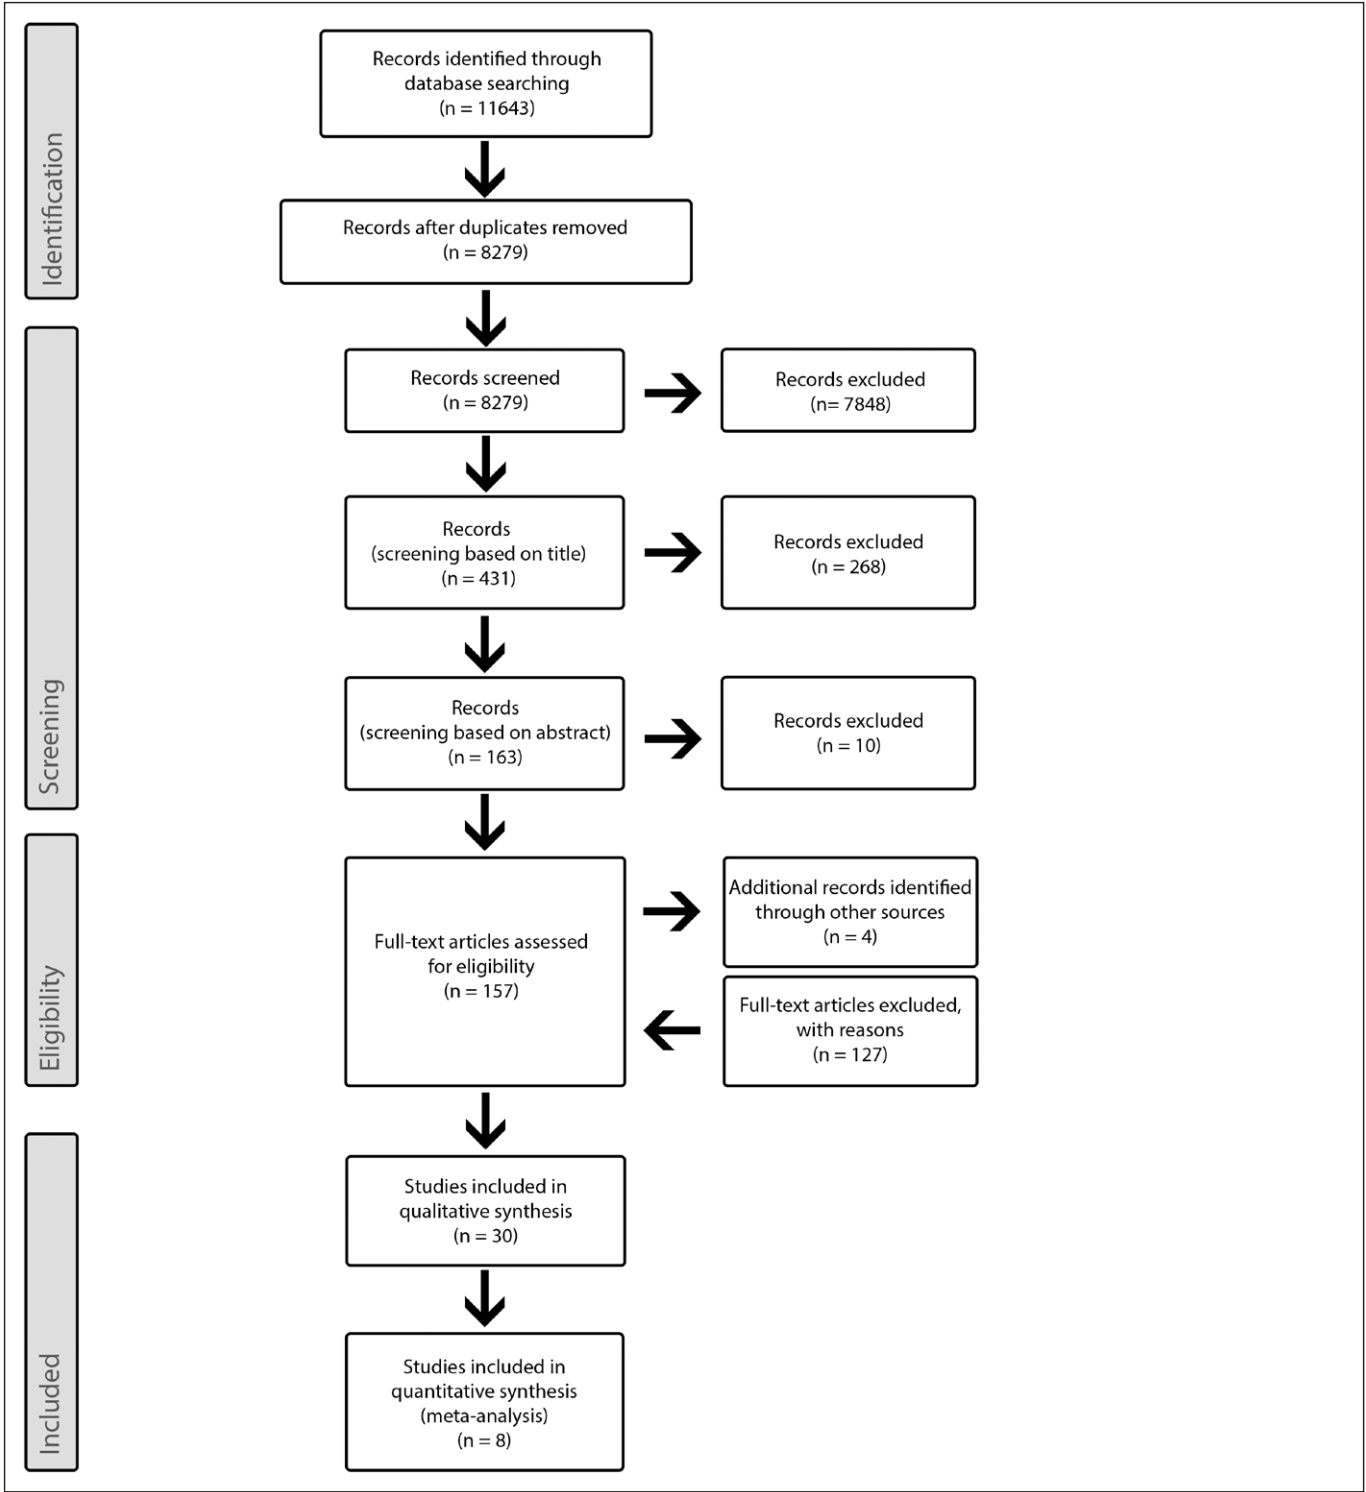 Identification
Records identified through
database searching
(n = 11643)
Records after duplicates removed
(n = 8279)
Screening
Records screened
(n = 8279)
Records excluded
(n= 7848)
Records
(screening based on title)
(n = 431)
Records excluded
(n = 268)
Records
(screening based on abstract)
(n = 163)
Records excluded
(n = 10)
Eligibility
Full-text articles assessed
for eligibility
(n = 157)
Additional records identified
through other sources
(n = 4)
Full-text articles excluded,
with reasons
(n = 127)
Included
Studies included in
qualitative synthesis
(n = 30)
Studies included in
quantitative synthesis
(meta-analysis)
(n = 8)